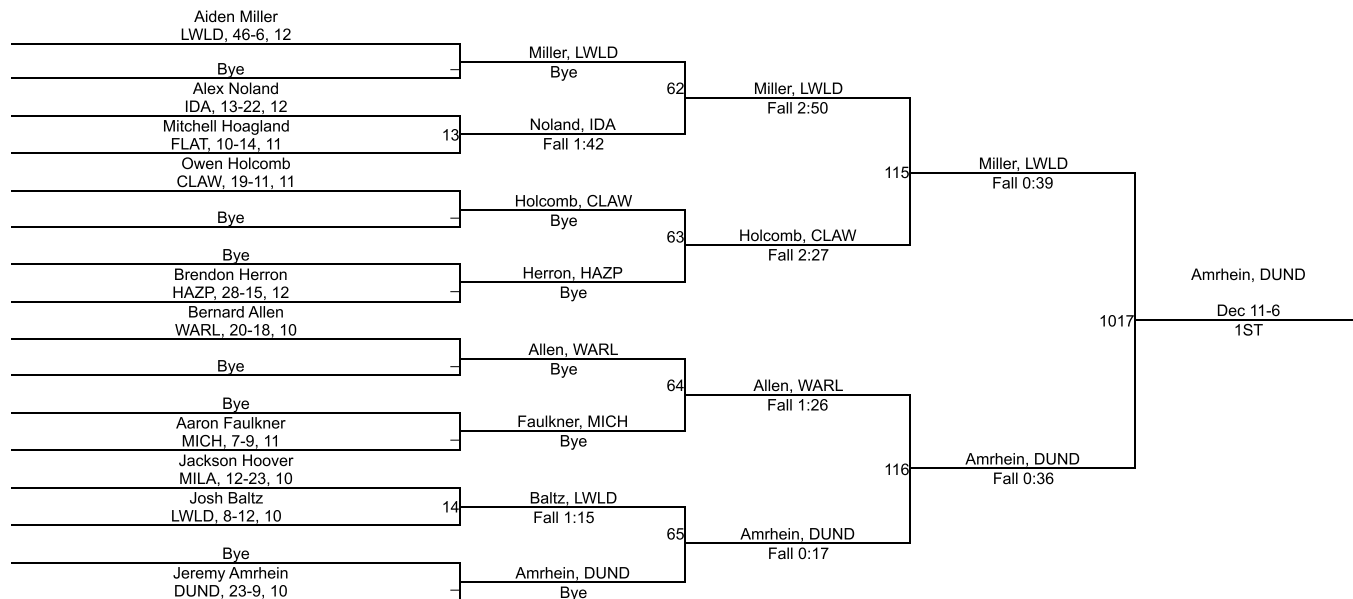 Aiden Miller
LWLD, 46-6, 12
Bye
Alex Noland
IDA, 13-22, 12
Mitchell Hoagland
FLAT, 10-14, 11
Owen Holcomb
CLAW, 19-11, 11
Bye
Bye
Brendon Herron
HAZP, 28-15, 12
Bernard Allen
WARL, 20-18, 10
Bye
Bye
Aaron Faulkner
MICH, 7-9, 11
Jackson Hoover
MILA, 12-23, 10
Josh Baltz
LWLD, 8-12, 10
Bye
Jeremy Amrhein
DUND, 23-9, 10
–
13
–
–
–
–
14
–
Miller, LWLD
Bye
Noland, IDA
Fall 1:42
Holcomb, CLAW
Bye
Herron, HAZP
Bye
Allen, WARL
Bye
Faulkner, MICH
Bye
Baltz, LWLD
Fall 1:15
Amrhein, DUND
Bye
62
63
64
65
Miller, LWLD
Fall 2:50
Holcomb, CLAW
Fall 2:27
Allen, WARL
Fall 1:26
Amrhein, DUND
Fall 0:17
115
116
Miller, LWLD
Fall 0:39
Amrhein, DUND
Fall 0:36
1017
Amrhein, DUND
Dec 11-6
1ST